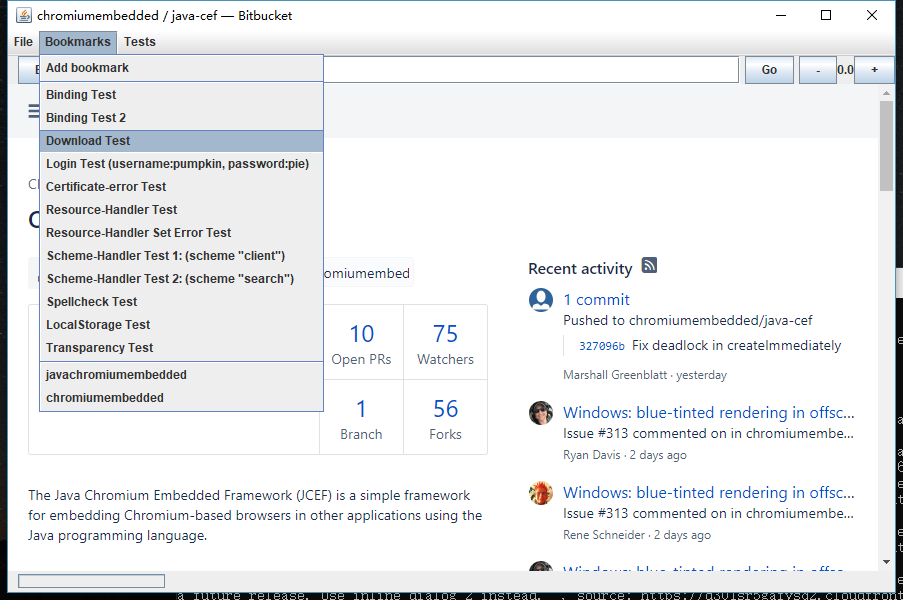 chromiumembedded / java-cef — Bitbucket
File Bookmarks Tests
Add bookmark
Go - 0.0 +
Binding Test
Binding Test 2
Download Test
Login Test (username:pumpkin, password:pie)
Certificate-error Test
Resource-Handler Test
Resource-Handler Set Error Test
Scheme-Handler Test 1: (scheme "client")
Scheme-Handler Test 2: (scheme "search")
Spellcheck Test
LocalStorage Test
Transparency Test
javachromiumembedded
chromiumembedded
omiumembed
10
Open PRs
75
Watchers
1
Branch
56
Forks
The Java Chromium Embedded Framework (JCEF) is a simple framework
for embedding Chromium-based browsers in other applications using the
Java programming language.
Recent activity
1 commit
Pushed to chromiumembedded/java-cef
327096b Fix deadlock in createImmediately
Marshall Greenblatt · yesterday
Windows: blue-tinted rendering in offsc...
Issue #313 commented on in chromiumembe...
Ryan Davis · 2 days ago
Windows: blue-tinted rendering in offsc...
Issue #313 commented on in chromiumembe...
Rene Schneider · 2 days ago
Windows: blue-tinted rendering in offsc...
a future release. Use inline dialog 2 instead.